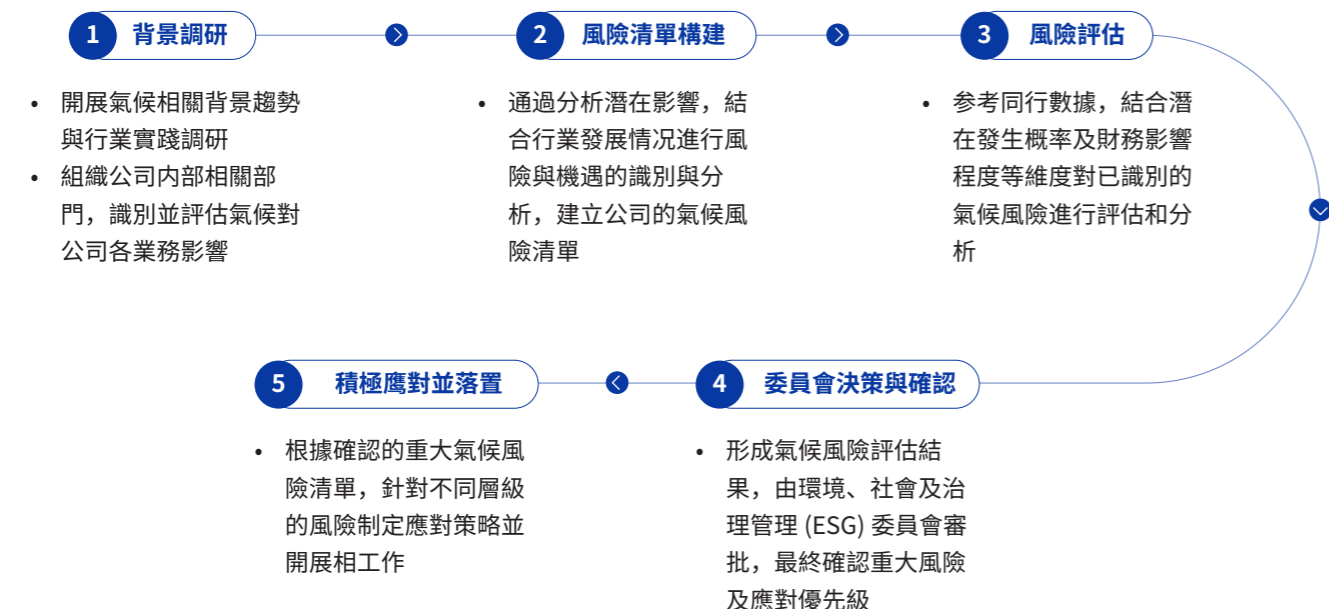 1 背景調研
• 開展氣候相關背景趨勢
與行業實踐調研
• 組織公司內部相關部
門，識別並評估氣候對
公司各業務影響
2 風險清單構建
• 通過分析潛在影響，結
合行業發展情况進行風
險與機遇的識別與分
析，建立公司的氣候風
險清單
3 風險評估
• 參考同行數據，結合潛
在發生概率及財務影響
程度等維度對已識別的
氣候風險進行評估和分
析
4 委員會決策與確認
• 形成氣候風險評估結
果，由環境、社會及治
理管理 (ESG) 委員會審
批，最終確認重大風險
及應對優先級
5 積極鷹對並落置
• 根據確認的重大氣候風
險清單，針對不同層級
的風險制定應對策略並
開展相工作